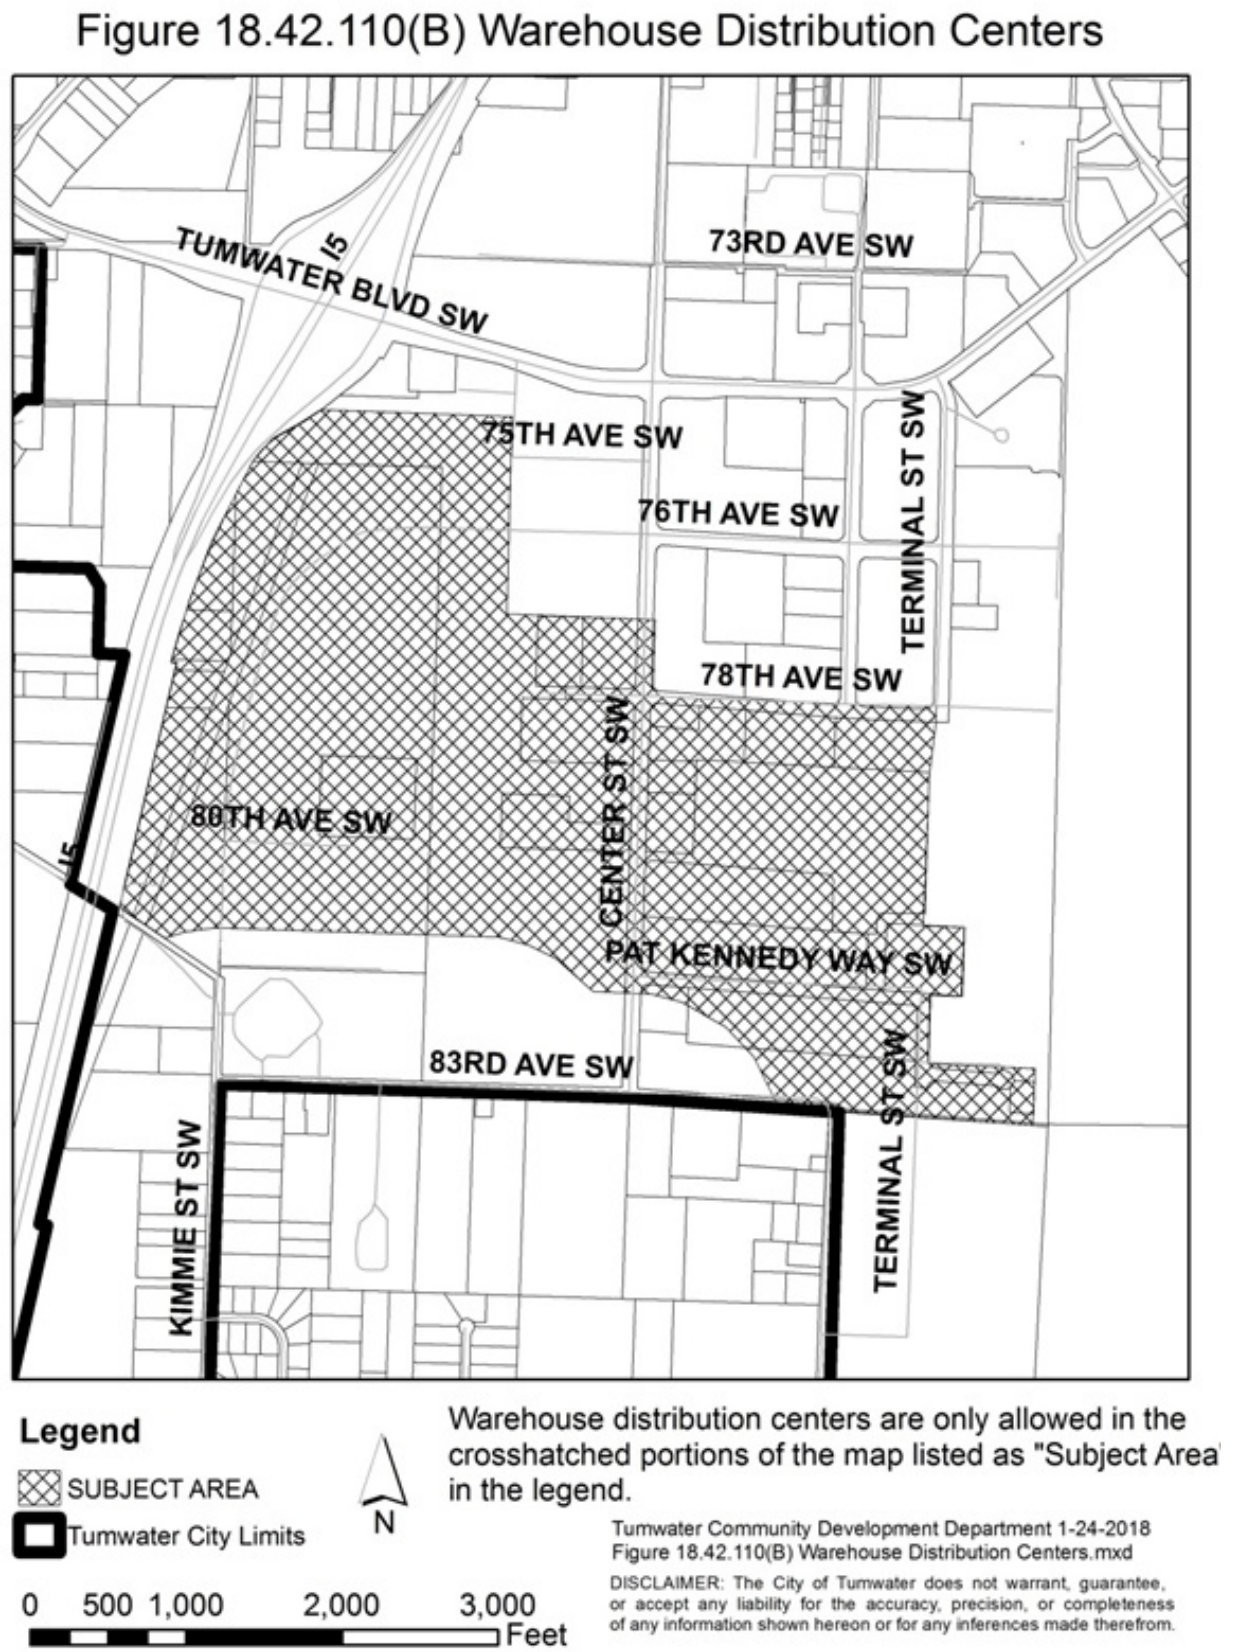 Figure 18.42.110(B) Warehouse Distribution Centers
I5
TUMWATER BLVD SW
73RD AVE SW
75TH AVE SW
TERMINAL ST SW
76TH AVE SW
78TH AVE SW
CENTER ST SW
80TH AVE SW
I5
PAT KENNEDY WAY SW
83RD AVE SW
TERMINAL ST SW
KIMMIE ST SW
Legend
SUBJECT AREA
Tumwater City Limits
N
Warehouse distribution centers are only allowed in the
crosshatched portions of the map listed as "Subject Area"
in the legend.
Tumwater Community Development Department 1-24-2018
Figure 18.42.110(B) Warehouse Distribution Centers.mxd
DISCLAIMER: The City of Tumwater does not warrant, guarantee,
or accept any liability for the accuracy, precision, or completeness
of any information shown hereon or for any inferences made therefrom.
0 500 1,000 2,000 3,000
Feet